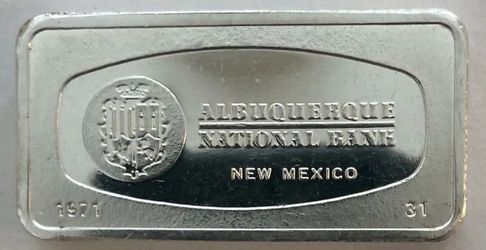 ALBUQUERQUE
NATIONAL BANK
NEW MEXICO
1971 31